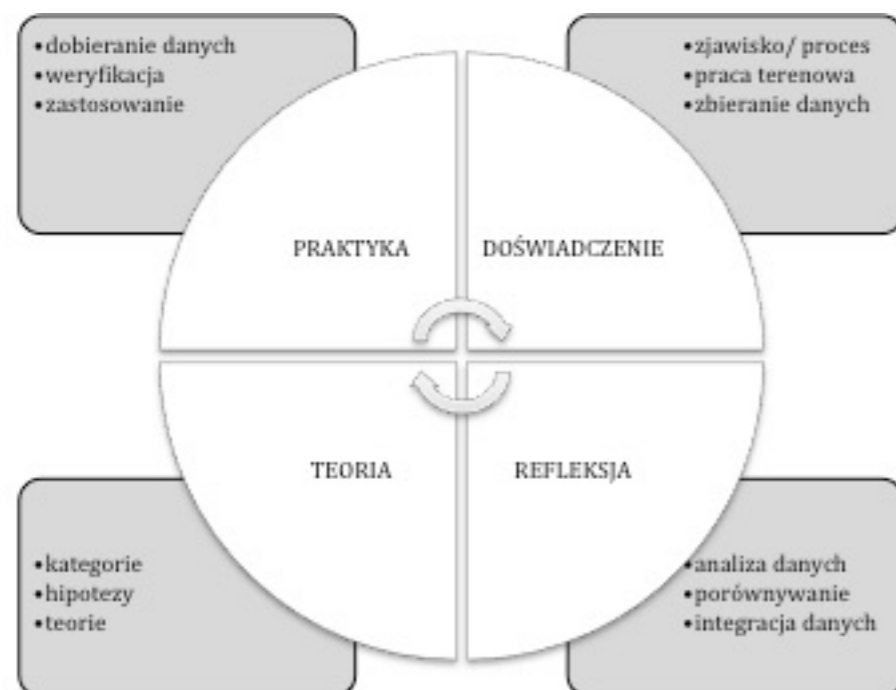 •dobieranie danych
•weryfikacja
•zastosowanie
•zjawisko/ proces
•praca terenowa
•zbieranie danych
PRAKTYKA
DOŚWIADCZENIE
TEORIA
REFLEKSJA
•kategorie
•hipotezy
•teorie
•analiza danych
•porównywanie
•integracja danych